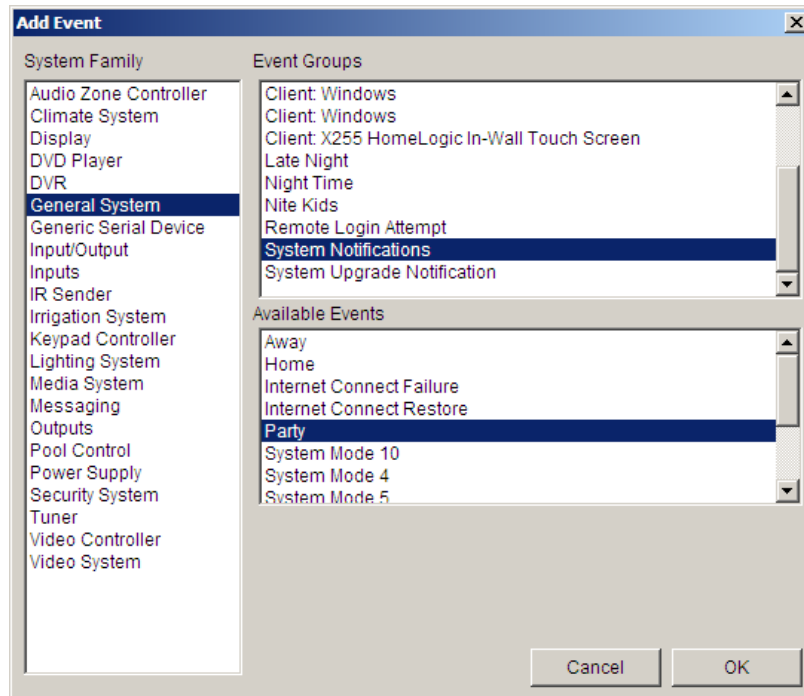 Add Event
System Family
Audio Zone Controller
Climate System
Display
DVD Player
DVR
General System
Generic Serial Device
Input/Output
Inputs
IR Sender
Irrigation System
Keypad Controller
Lighting System
Media System
Messaging
Outputs
Pool Control
Power Supply
Security System
Tuner
Video Controller
Video System
Event Groups
Client: Windows
Client: Windows
Client: X255 HomeLogic In-Wall Touch Screen
Late Night
Night Time
Nite Kids
Remote Login Attempt
System Notifications
System Upgrade Notification
Available Events
Away
Home
Internet Connect Failure
Internet Connect Restore
Party
System Mode 10
System Mode 4
System Mode 5
Cancel
OK